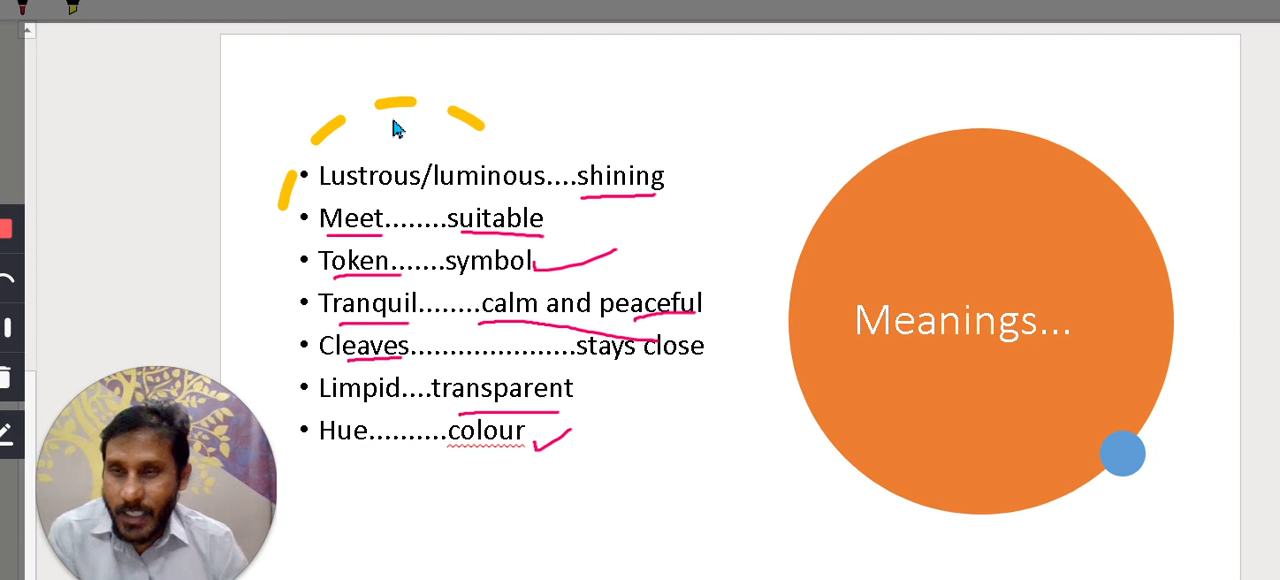 • Lustrous/luminous....shining
• Meet........suitable
• Token.......symbol
• Tranquil........calm and peaceful
• Cleaves.....................stays close
• Limpid....transparent
• Hue..........colour
Meanings...